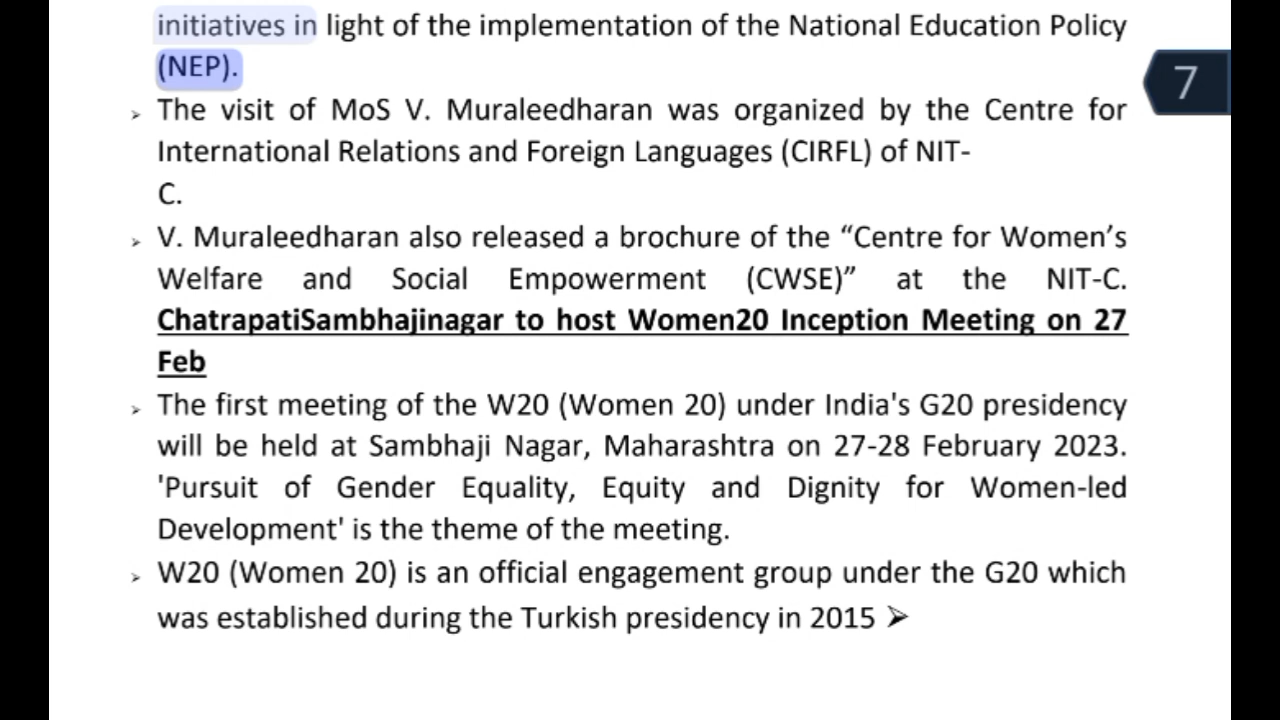 initiatives in light of the implementation of the National Education Policy
(NEP).
7
➢ The visit of MoS V. Muraleedharan was organized by the Centre for
International Relations and Foreign Languages (CIRFL) of NIT-
C.
➢ V. Muraleedharan also released a brochure of the “Centre for Women’s
Welfare and Social Empowerment (CWSE)” at the NIT-C.
ChatrapatiSambhajinagar to host Women20 Inception Meeting on 27
Feb
➢ The first meeting of the W20 (Women 20) under India's G20 presidency
will be held at Sambhaji Nagar, Maharashtra on 27-28 February 2023.
'Pursuit of Gender Equality, Equity and Dignity for Women-led
Development' is the theme of the meeting.
➢ W20 (Women 20) is an official engagement group under the G20 which
was established during the Turkish presidency in 2015 ➢